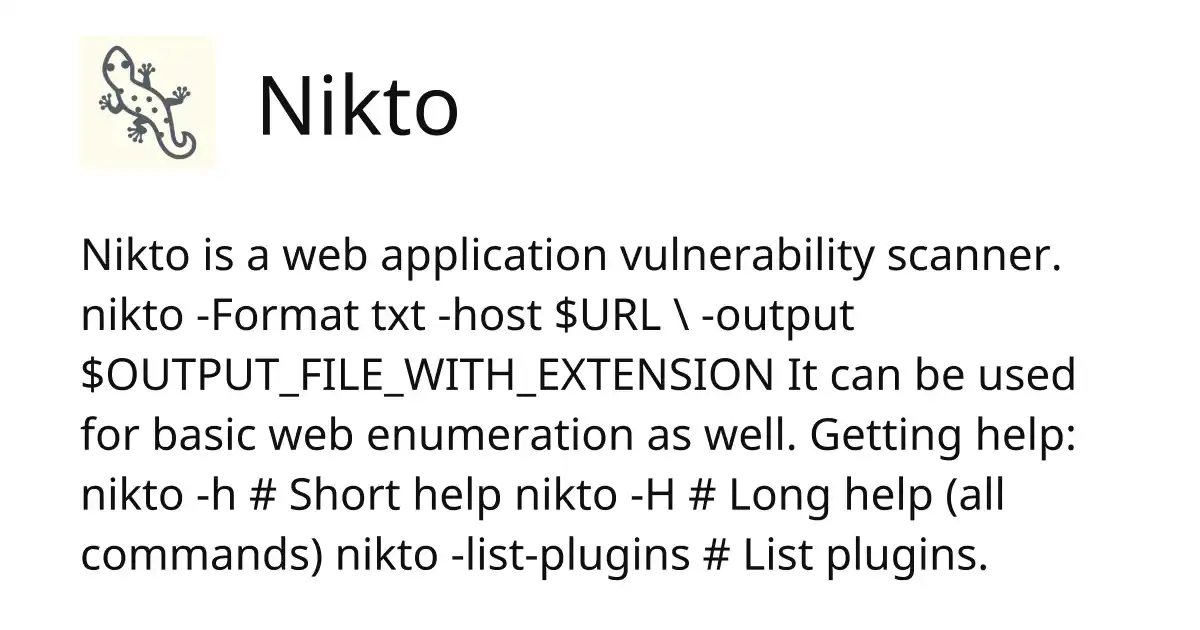 Nikto
Nikto is a web application vulnerability scanner.
nikto -Format txt -host $URL \ -output
$OUTPUT_FILE_WITH_EXTENSION It can be used
for basic web enumeration as well. Getting help:
nikto -h # Short help nikto -H # Long help (all
commands) nikto -list-plugins # List plugins.